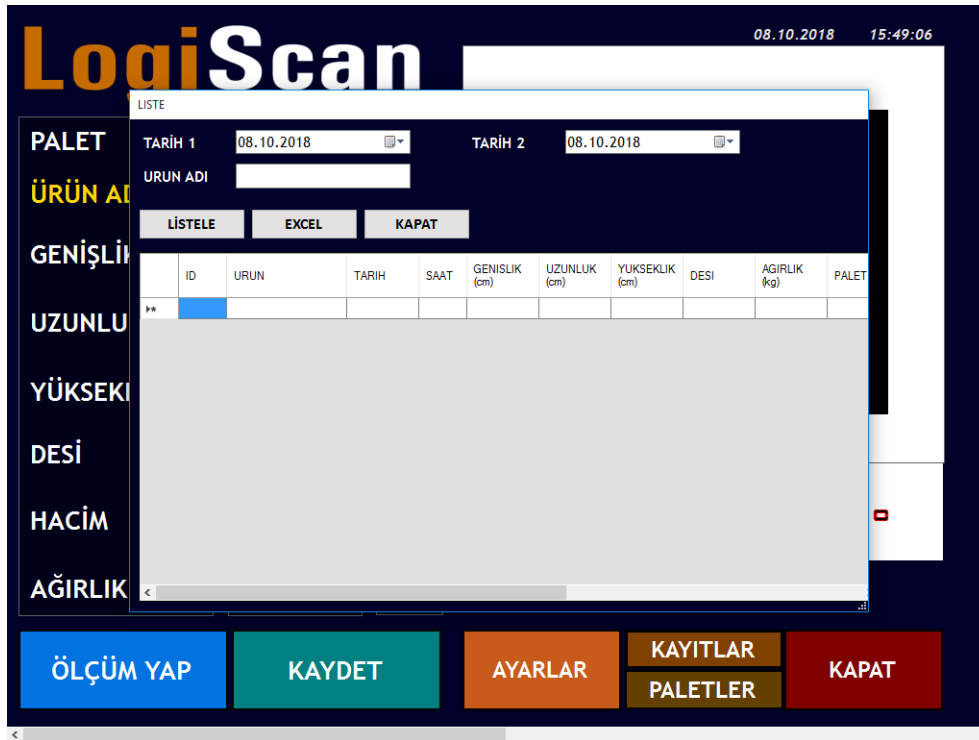 LogiScan
08.10.2018 15:49:06
LISTE
TARİH 1 08.10.2018 TARİH 2 08.10.2018
URUN ADI
LİSTELE EXCEL KAPAT
ID URUN TARIH SAAT GENISLIK (cm) UZUNLUK (cm) YUKSEKLIK (cm) DESI AGIRLIK (kg) PALET
PALET
ÜRÜN AD
GENİŞLİK
UZUNLU
YÜKSEK
DESİ
HACİM
AĞIRLIK
ÖLÇÜM YAP KAYDET AYARLAR KAYITLAR KAPAT
PALETLER